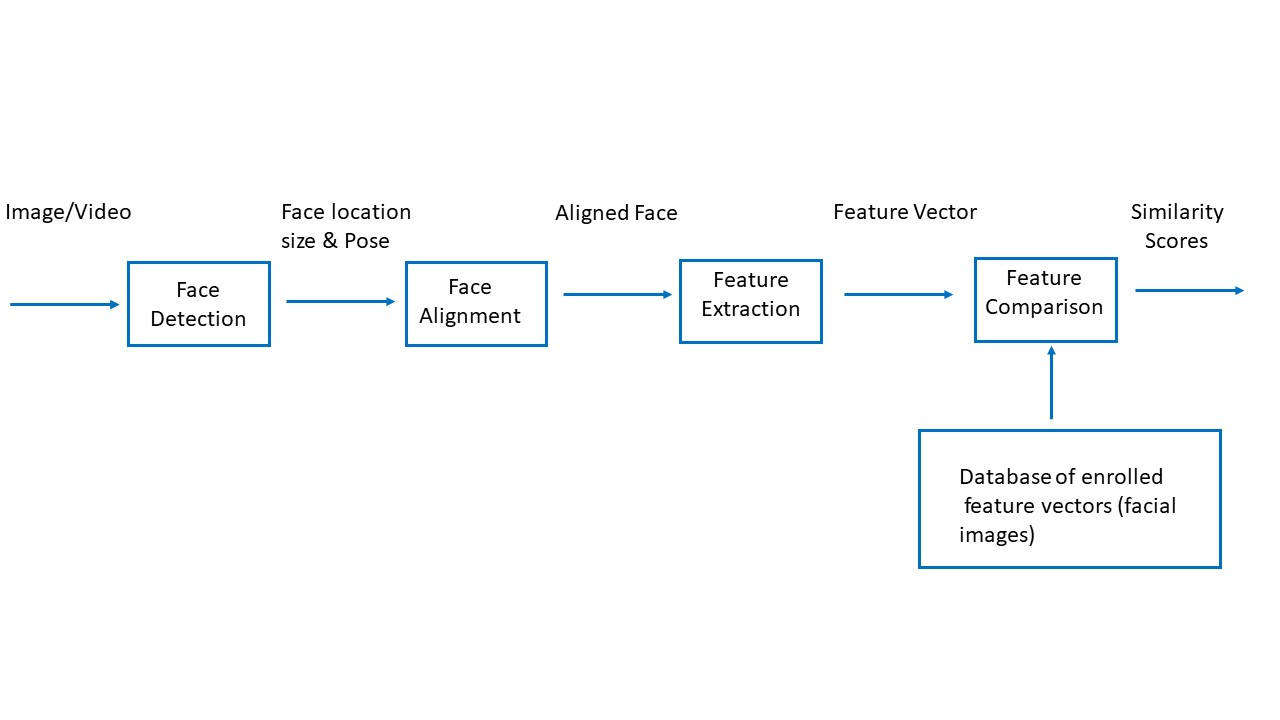 Image/Video
Face location
size & Pose
Aligned Face
Feature Vector
Similarity
Scores
Face
Detection
Face
Alignment
Feature
Extraction
Feature
Comparison
Database of enrolled
feature vectors (facial
images)